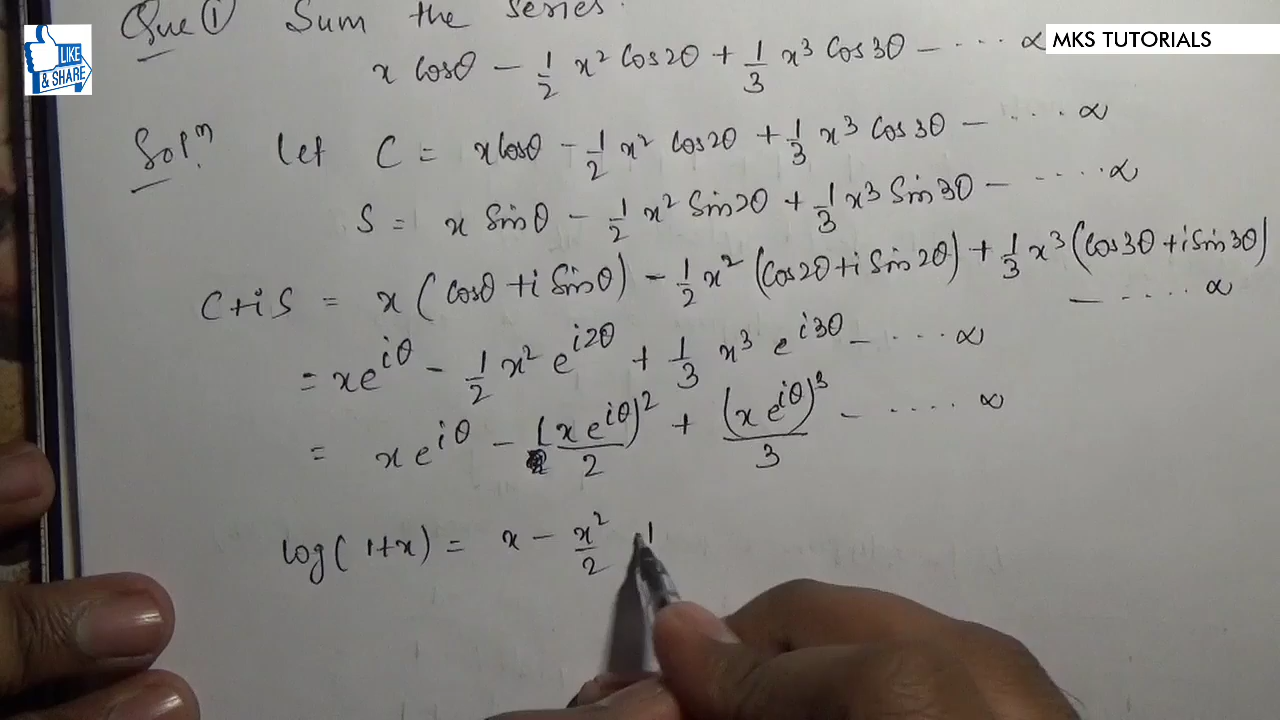 Que ① Sum the series.
x cosθ - 1/2 x² cos2θ + 1/3 x³ cos3θ - .... ∝
MKS TUTORIALS
LIKE
& SHARE
Solⁿ. Let C = x cosθ - 1/2 x² cos2θ + 1/3 x³ cos3θ - .... ∝
S = x Sinθ - 1/2 x² Sin2θ + 1/3 x³ Sin3θ - .... ∝
C+iS = x (cosθ + i Sinθ) - 1/2 x² (cos2θ + i Sin2θ) + 1/3 x³ (cos3θ + i Sin3θ)
- .... ∝
= xe^{iθ} - 1/2 x² e^{i2θ} + 1/3 x³ e^{i3θ} - .... ∝
= xe^{iθ} - (xe^{iθ})²/2 + (xe^{iθ})³/3 - .... ∝
log(1+x) = x - x²/2